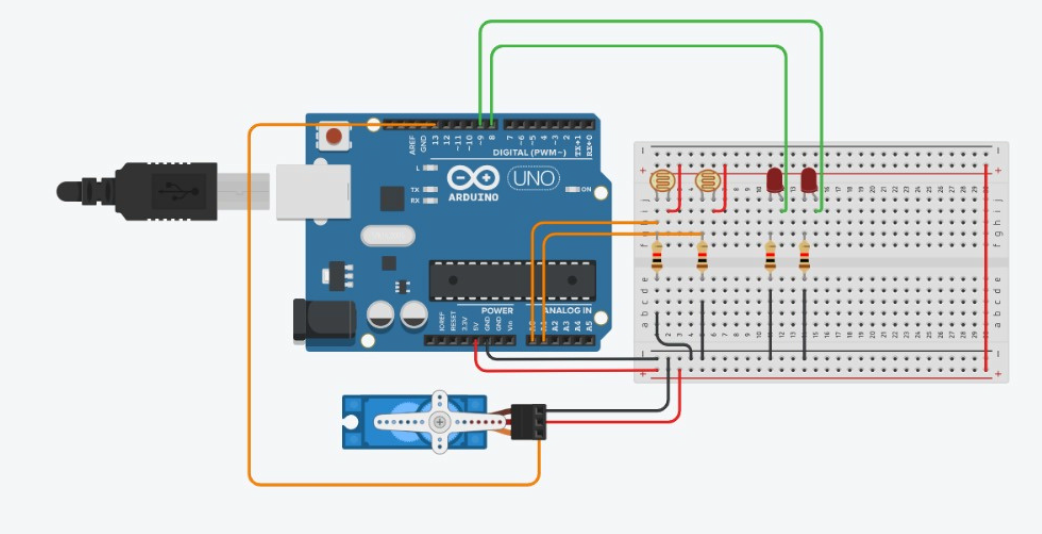 AREF
GND
13
12
~11
~10
~9
8
7
~6
~5
4
~3
2
TX→1
RX←0
DIGITAL (PWM~)
L
TX
RX
ARDUINO
UNO
ON
IOREF
RESET
3.3V
5V
GND
GND
Vin
POWER
ANALOG IN
A0
A1
A2
A3
A4
A5
a b c d e
f g h i j